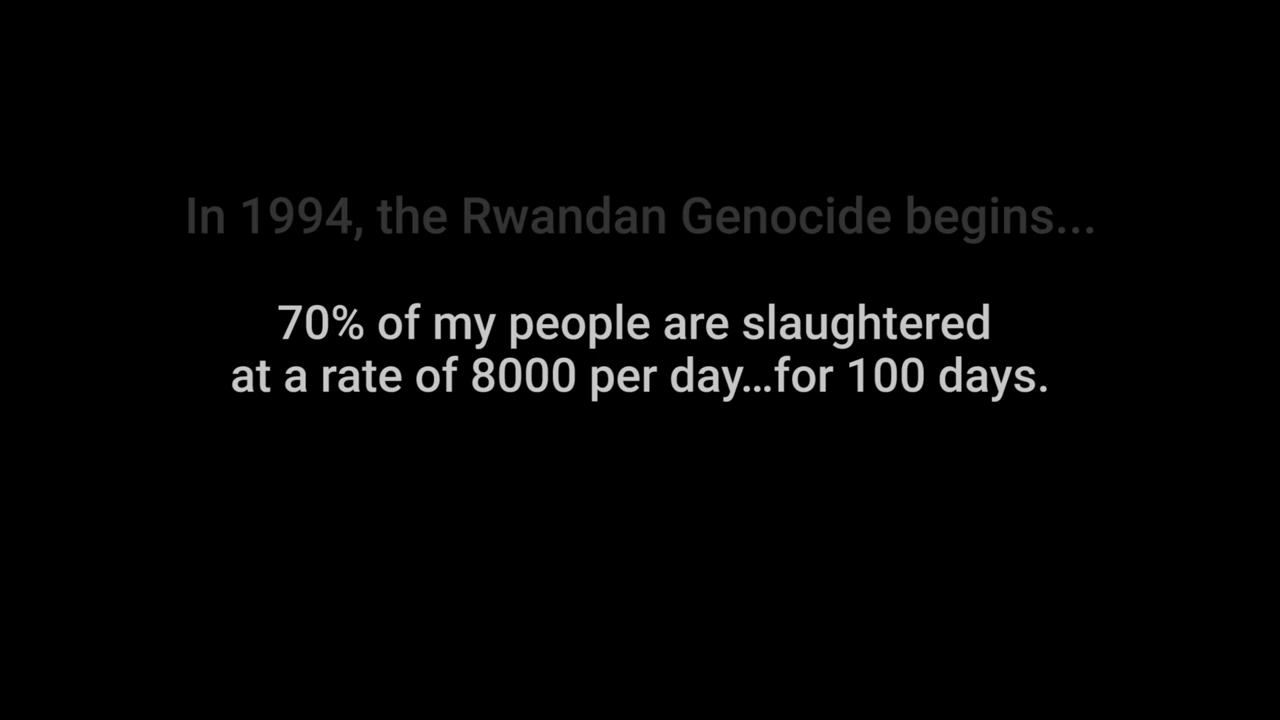 In 1994, the Rwandan Genocide begins...
70% of my people are slaughtered
at a rate of 8000 per day...for 100 days.